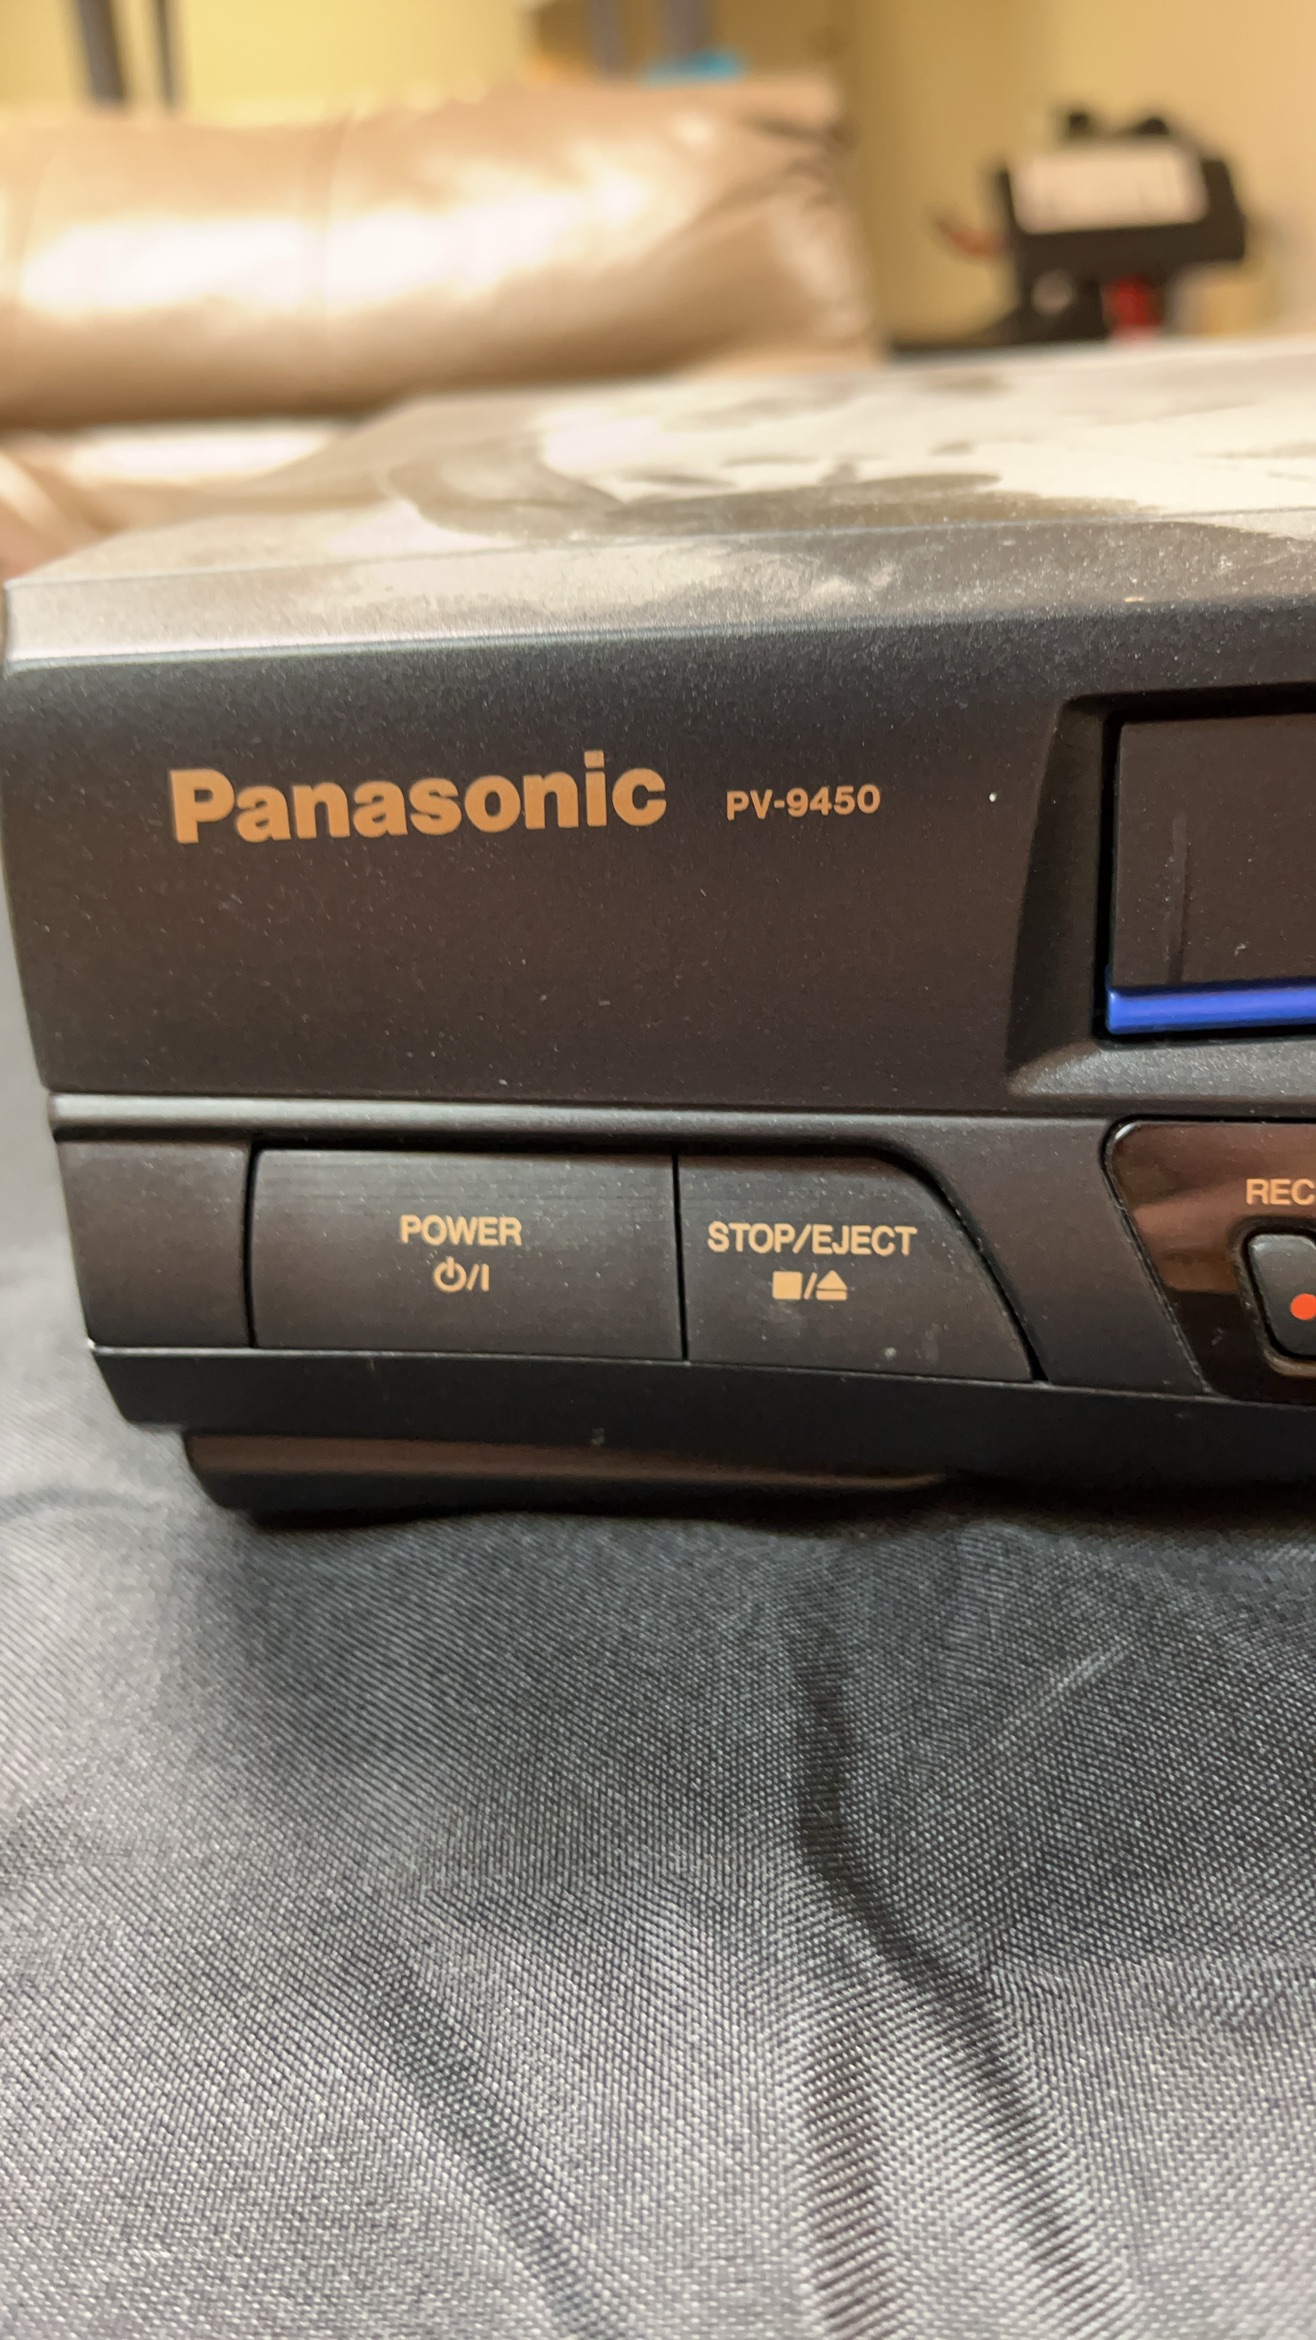 Panasonic PV-9450
POWER
⏻/I
STOP/EJECT
■/⏏
REC